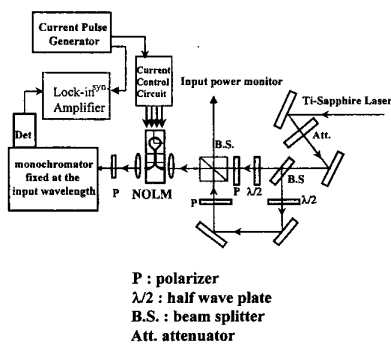 Current Pulse
Generator
Lock-in syn
Amplifier
Current
Control
Circuit
Input power monitor
Ti-Sapphire Laser
Att.
Det
B.S.
monochromator
fixed at the
input wavelength
P
NOLM
P
λ/2
B.S
P
λ/2
P : polarizer
λ/2 : half wave plate
B.S. : beam splitter
Att. attenuator